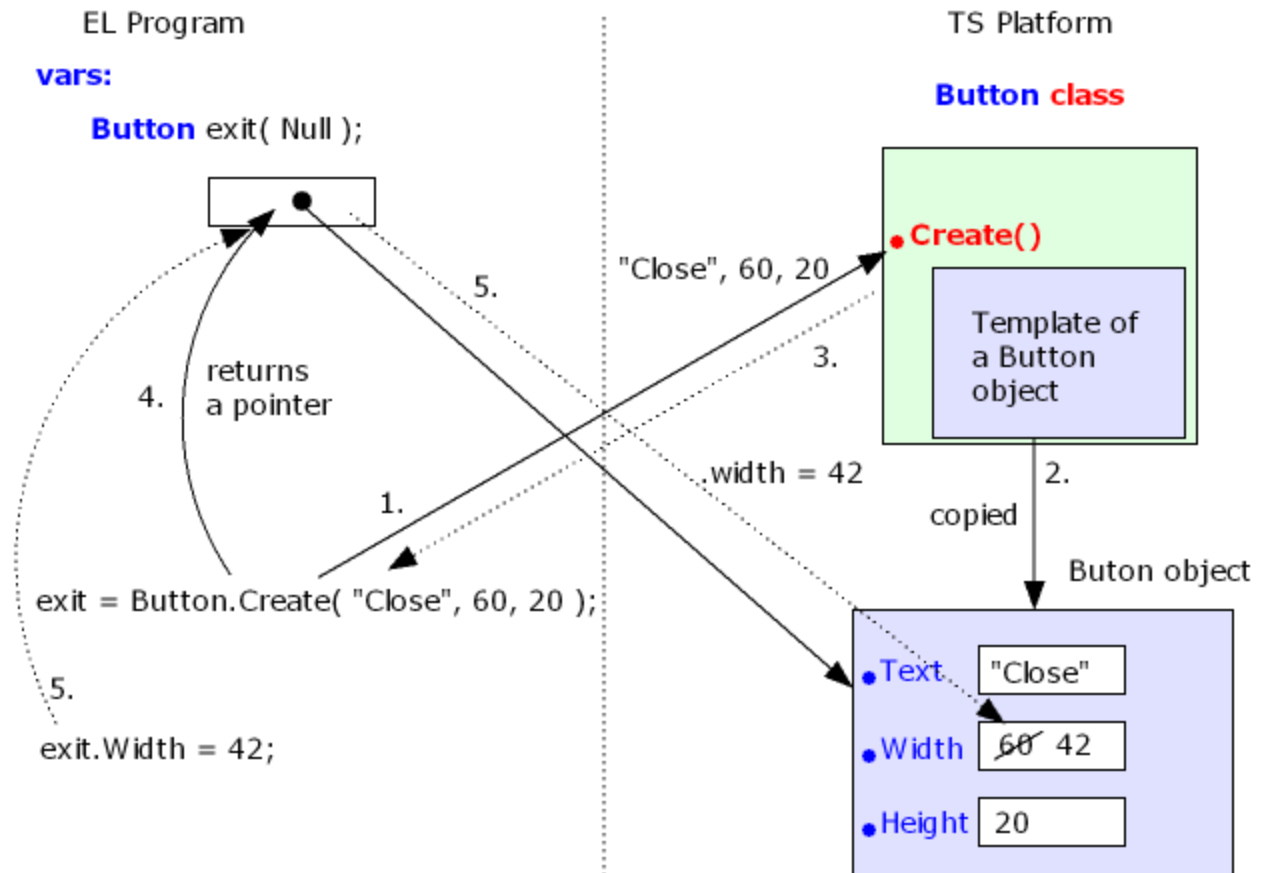 EL Program
TS Platform
vars:
Button class
Button exit( Null );
Create()
"Close", 60, 20
5.
Template of
a Button
object
3.
returns
a pointer
4.
.width = 42
2.
1.
copied
Buton object
exit = Button.Create( "Close", 60, 20 );
Text "Close"
5.
exit.Width = 42;
Width 60 42
Height 20